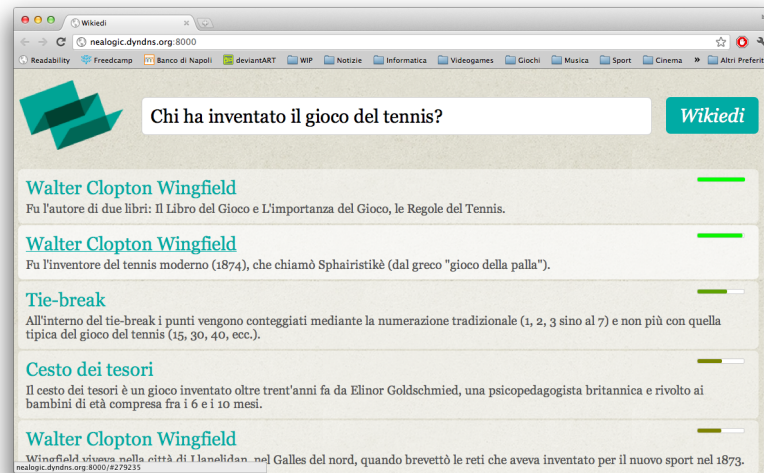 Wikiedi
nealogic.dyndns.org:8000
Readability Freedcamp Banco di Napoli deviantART WIP Notizie Informatica Videogames Giochi Musica Sport Cinema » Altri Preferit
Chi ha inventato il gioco del tennis?
Wikiedi
Walter Clopton Wingfield
Fu l'autore di due libri: Il Libro del Gioco e L'importanza del Gioco, le Regole del Tennis.
Walter Clopton Wingfield
Fu l'inventore del tennis moderno (1874), che chiamò Sphairistikè (dal greco "gioco della palla").
Tie-break
All'interno del tie-break i punti vengono conteggiati mediante la numerazione tradizionale (1, 2, 3 sino al 7) e non più con quella
tipica del gioco del tennis (15, 30, 40, ecc.).
Cesto dei tesori
Il cesto dei tesori è un gioco inventato oltre trent'anni fa da Elinor Goldschmied, una psicopedagogista britannica e rivolto ai
bambini di età compresa fra i 6 e i 10 mesi.
Walter Clopton Wingfield
Wingfield viveva nella città di Llanelidan, nel Galles del nord, quando brevettò le reti che aveva inventato per il nuovo sport nel 1873.
nealogic.dyndns.org:8000/#279235